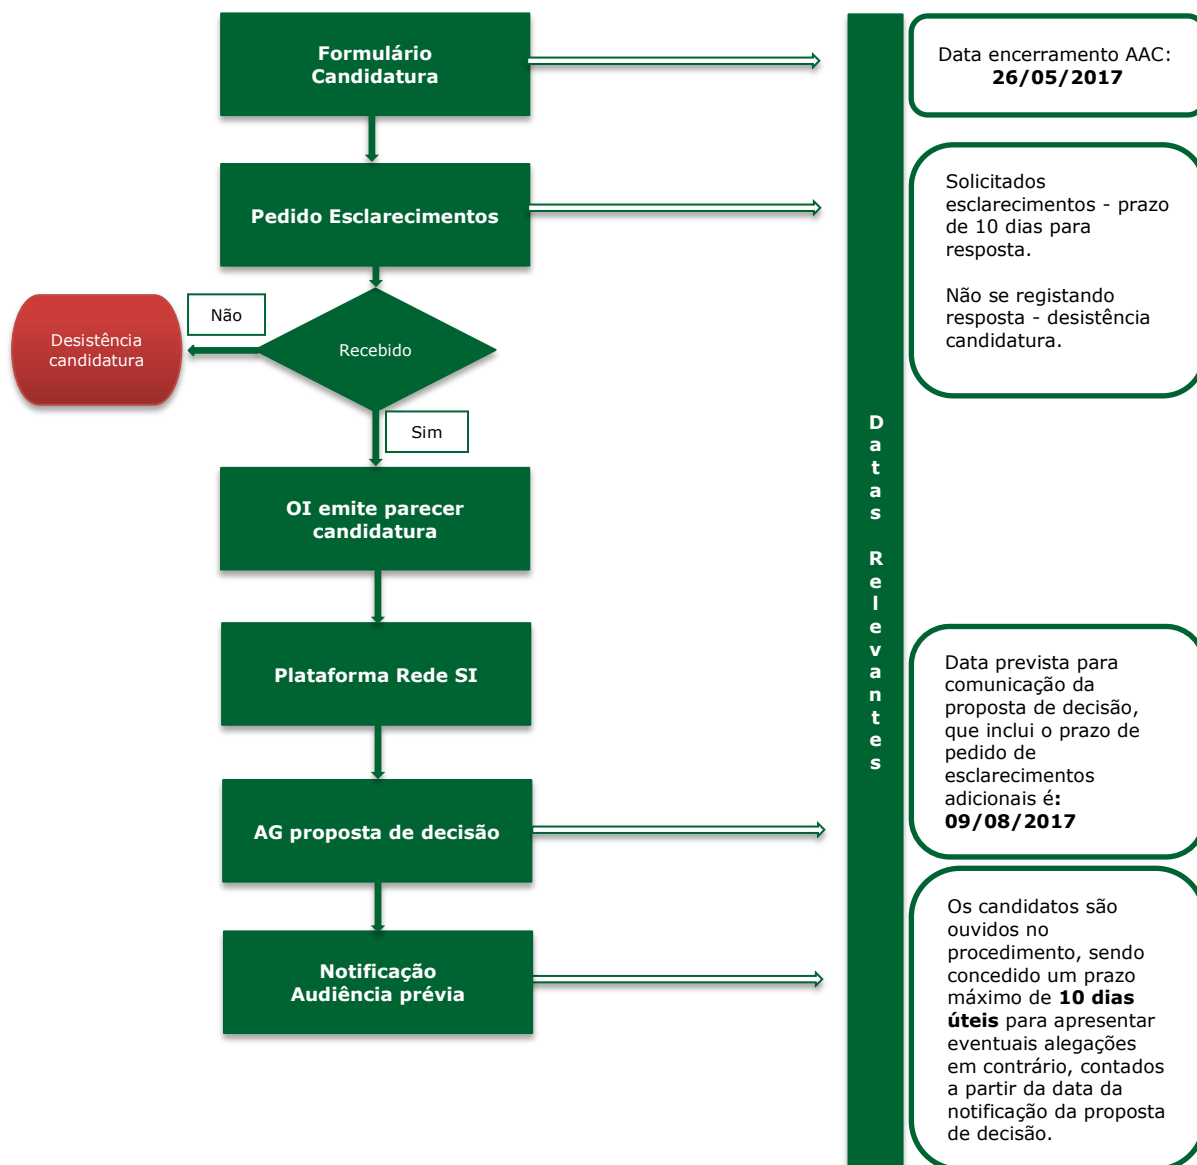 Formulário
Candidatura
Data encerramento AAC:
26/05/2017
Pedido Esclarecimentos
Solicitados
esclarecimentos - prazo
de 10 dias para
resposta.
Não se registando
resposta - desistência
candidatura.
Não
Desistência
candidatura
Recebido
Sim
Datas Relevantes
OI emite parecer
candidatura
Plataforma Rede SI
AG proposta de decisão
Data prevista para
comunicação da
proposta de decisão,
que inclui o prazo de
pedido de
esclarecimentos
adicionais é:
09/08/2017
Notificação
Audiência prévia
Os candidatos são
ouvidos no
procedimento, sendo
concedido um prazo
máximo de 10 dias
úteis para apresentar
eventuais alegações
em contrário, contados
a partir da data da
notificação da proposta
de decisão.